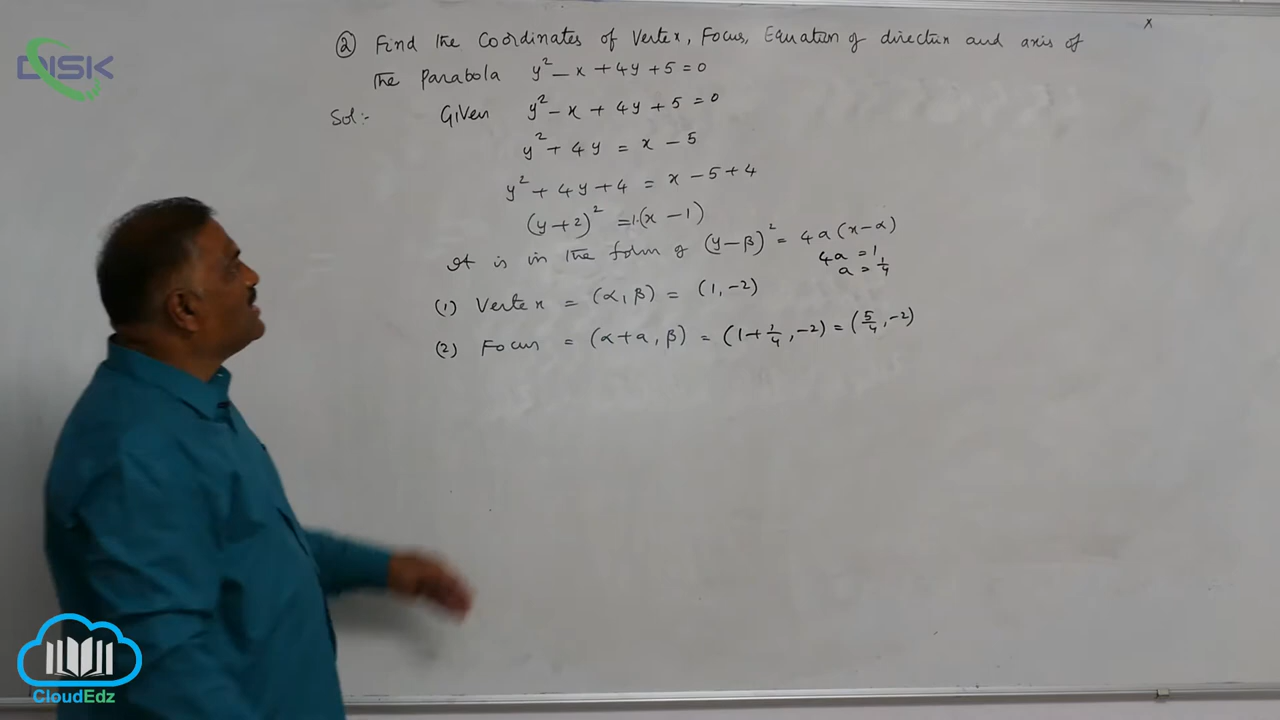 DISK
② Find the Coordinates of Vertex, Focus, Equation of directrix and axis of
x
the Parabola y² – x + 4y + 5 = 0
Sol:- Given y² – x + 4y + 5 = 0
y² + 4y = x – 5
y² + 4y + 4 = x – 5 + 4
(y+2)² = 1.(x – 1)
It is in the form of (y–β)² = 4a(x–α)
4a = 1
a = 1/4
(1) Vertex = (α, β) = (1, –2)
(2) Focus = (α+a, β) = (1+1/4, –2) = (5/4, –2)
CloudEdz